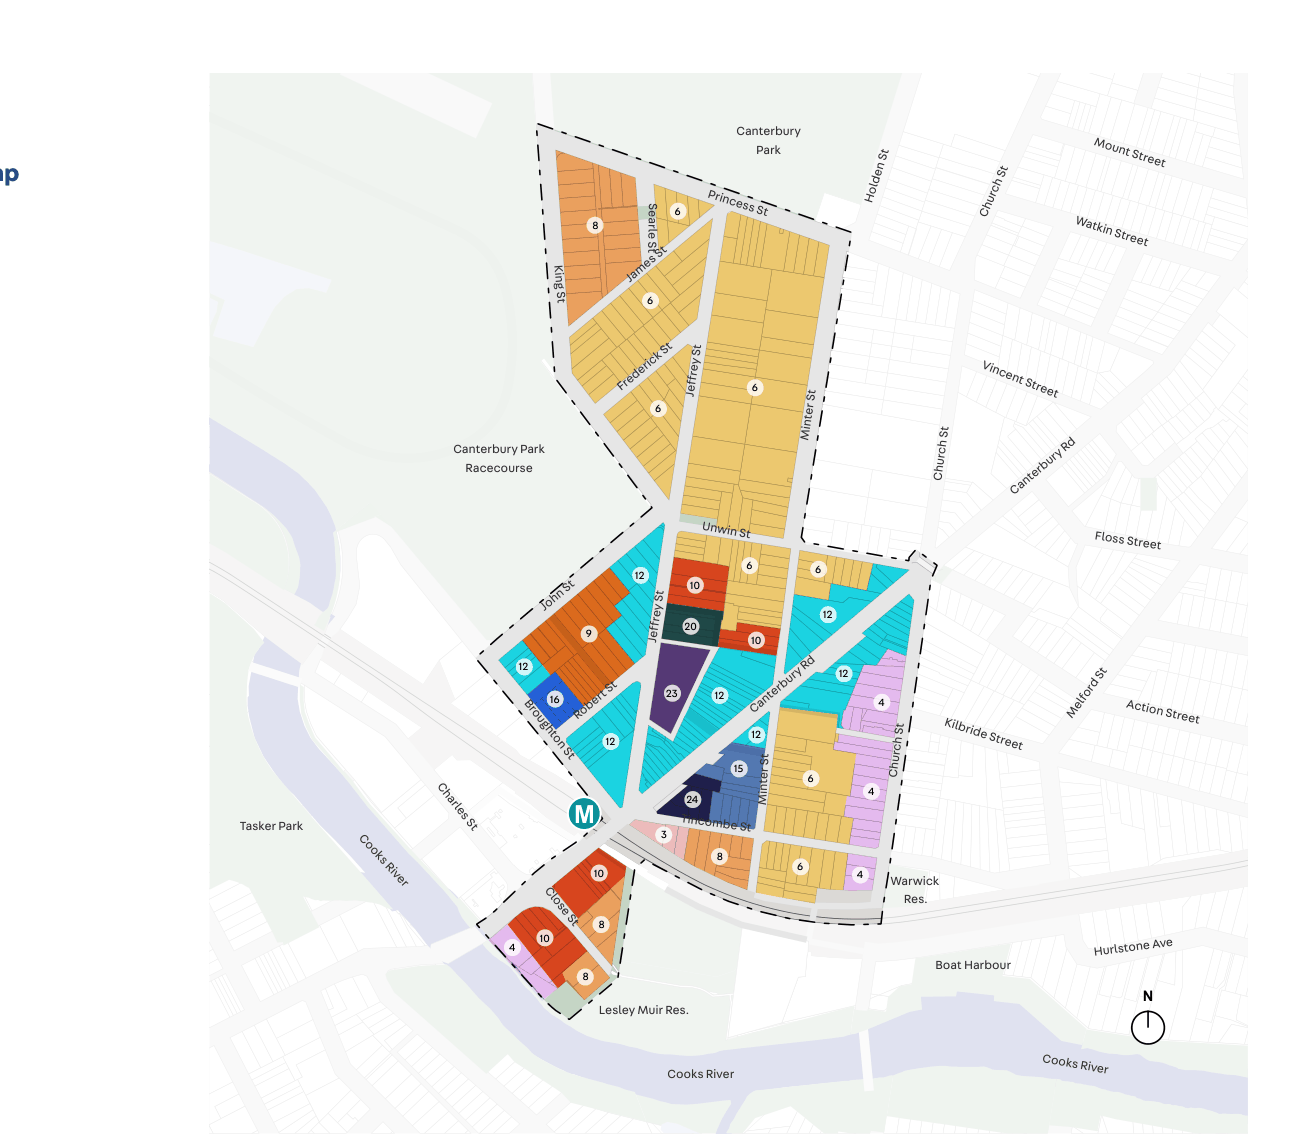 ap
Canterbury
Park
Mount Street
Holden St
Church St
Princess St
6
Searle St
8
Watkin Street
James St
King St
6
Frederick St
Jeffrey St
Vincent Street
6
Minter St
6
Canterbury Park
Racecourse
Church St
Canterbury Rd
Unwin St
Floss Street
6
6
12
10
John St
Jeffrey St
12
20
9
10
12
Canterbury Rd
12
16
Robert St
23
12
12
4
Melford St
Action Street
Broughton St
12
12
Kilbride Street
Church St
15
Minter St
6
4
24
M
Charles St
Tasker Park
3
8
6
4
Cooks River
10
Warwick
Res.
Close St
8
10
4
8
Hurlstone Ave
Boat Harbour
N
Lesley Muir Res.
Cooks River
Cooks River